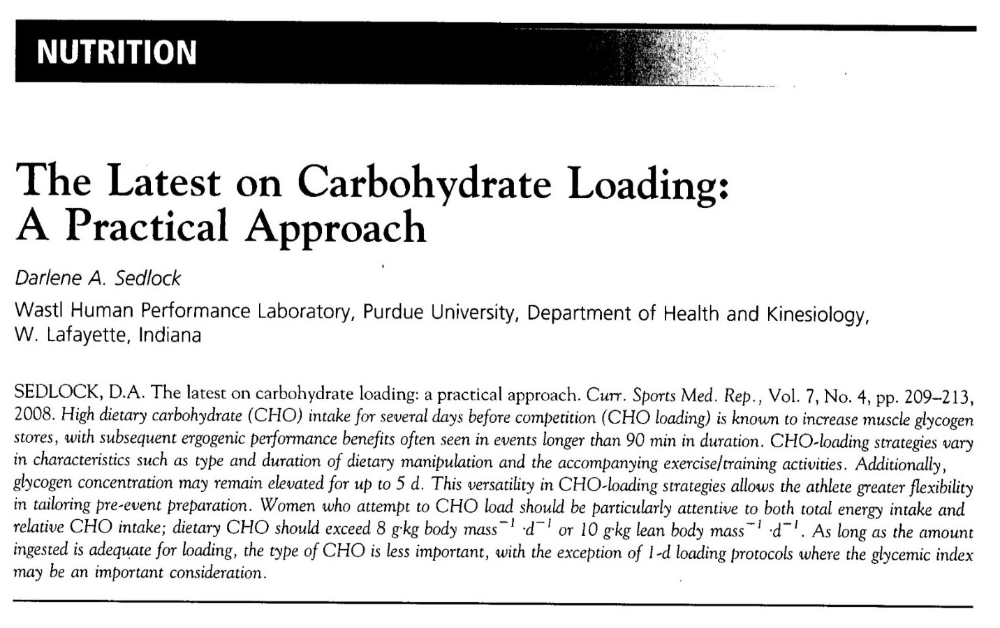 NUTRITION
The Latest on Carbohydrate Loading:
A Practical Approach
Darlene A. Sedlock
Wastl Human Performance Laboratory, Purdue University, Department of Health and Kinesiology,
W. Lafayette, Indiana
SEDLOCK, D.A. The latest on carbohydrate loading: a practical approach. Curr. Sports Med. Rep., Vol. 7, No. 4, pp. 209–213,
2008. High dietary carbohydrate (CHO) intake for several days before competition (CHO loading) is known to increase muscle glycogen
stores, with subsequent ergogenic performance benefits often seen in events longer than 90 min in duration. CHO-loading strategies vary
in characteristics such as type and duration of dietary manipulation and the accompanying exercise/training activities. Additionally,
glycogen concentration may remain elevated for up to 5 d. This versatility in CHO-loading strategies allows the athlete greater flexibility
in tailoring pre-event preparation. Women who attempt to CHO load should be particularly attentive to both total energy intake and
relative CHO intake; dietary CHO should exceed 8 g·kg body mass⁻¹ ·d⁻¹ or 10 g·kg lean body mass⁻¹ ·d⁻¹. As long as the amount
ingested is adequate for loading, the type of CHO is less important, with the exception of 1-d loading protocols where the glycemic index
may be an important consideration.